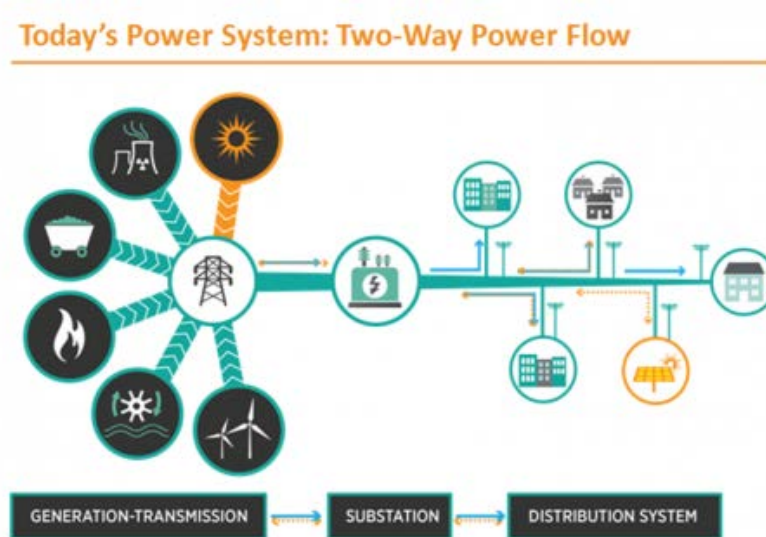 Today's Power System: Two-Way Power Flow
GENERATION-TRANSMISSION
SUBSTATION
DISTRIBUTION SYSTEM